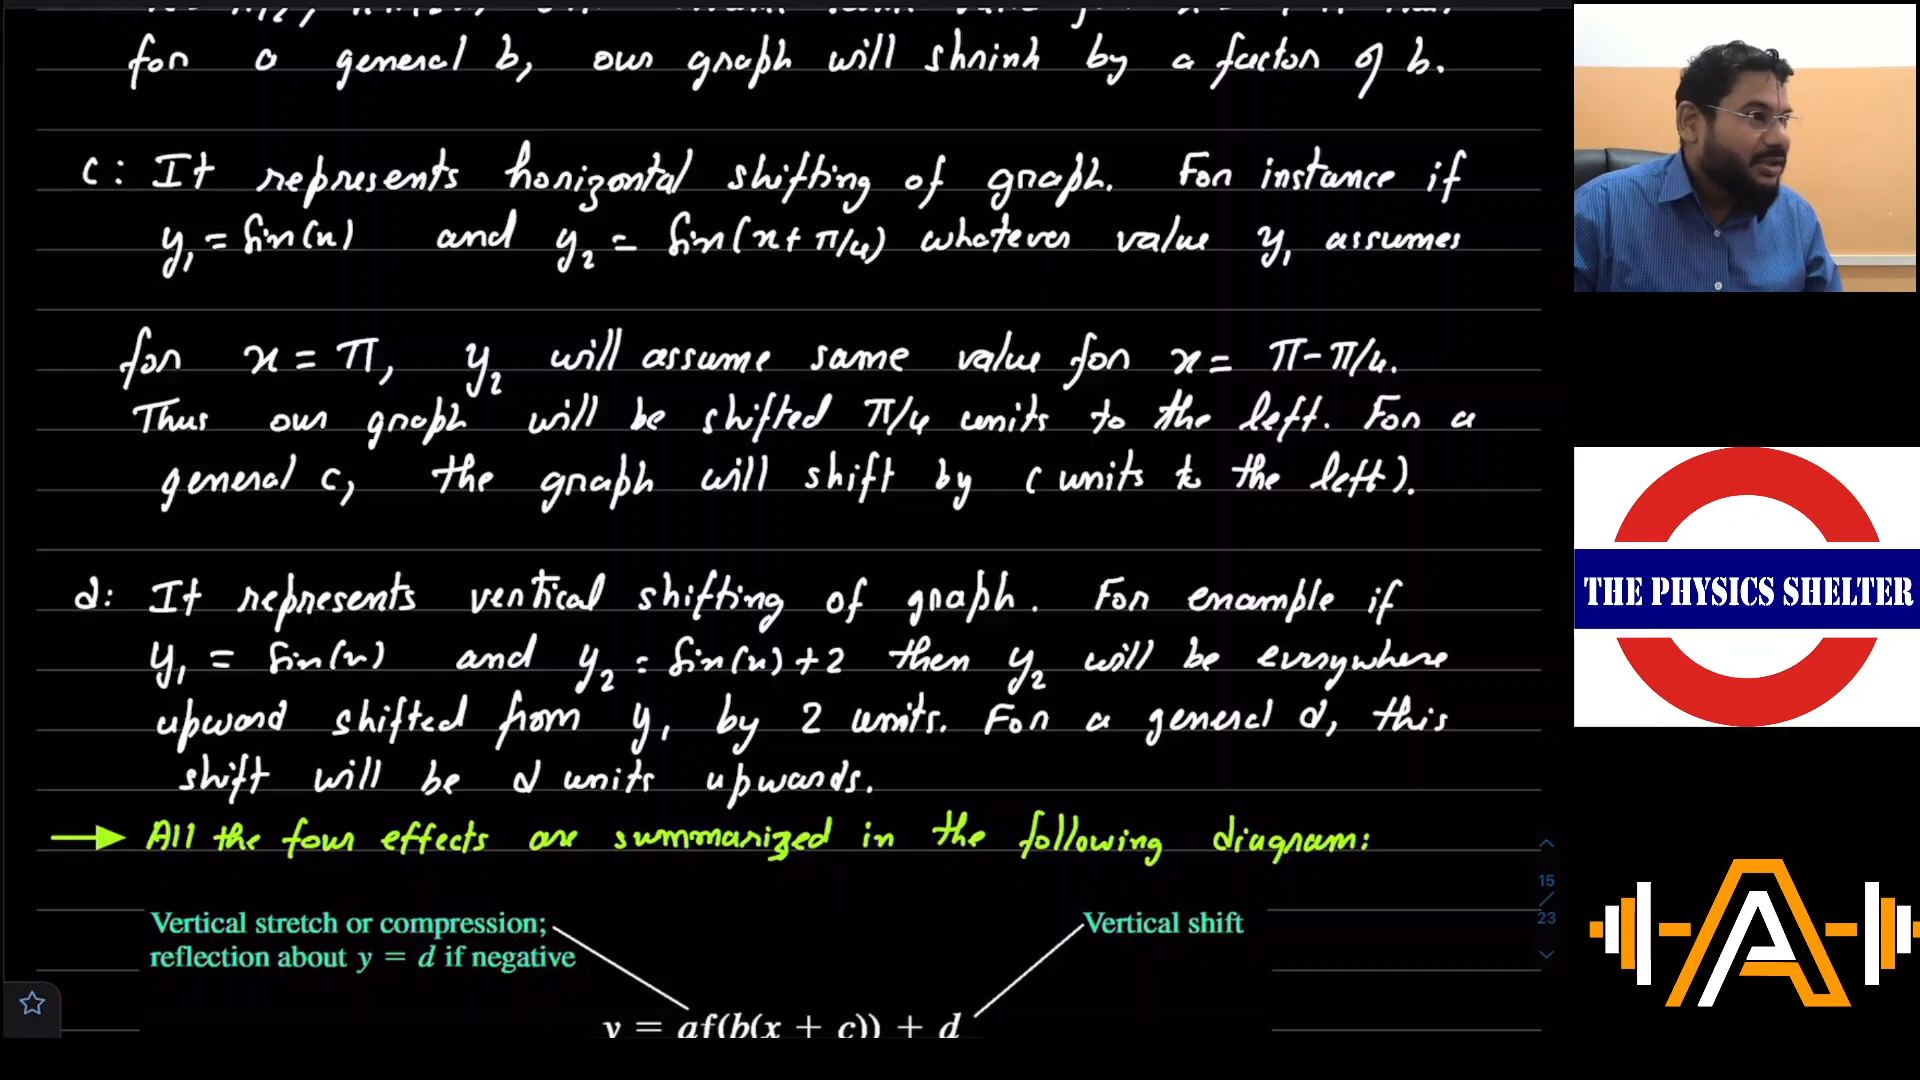 for a general b, our graph will shrink by a factor of b.
c: It represents horizontal shifting of graph. For instance if
y₁ = Sin(x) and y₂ = Sin(x + π/4) whatever value y₁ assumes
for x = π, y₂ will assume same value for x = π - π/4.
Thus our graph will be shifted π/4 units to the left. For a
general c, the graph will shift by c units to the left).
d: It represents vertical shifting of graph. For example if
y₁ = Sin(x) and y₂ = Sin(x) + 2 then y₂ will be everywhere
upward shifted from y₁ by 2 units. For a general d, this
shift will be d units upwards.
→ All the four effects are summarized in the following diagram:
Vertical stretch or compression;
reflection about y = d if negative
Vertical shift
y = af(b(x + c)) + d
15
/
23
THE PHYSICS SHELTER
A